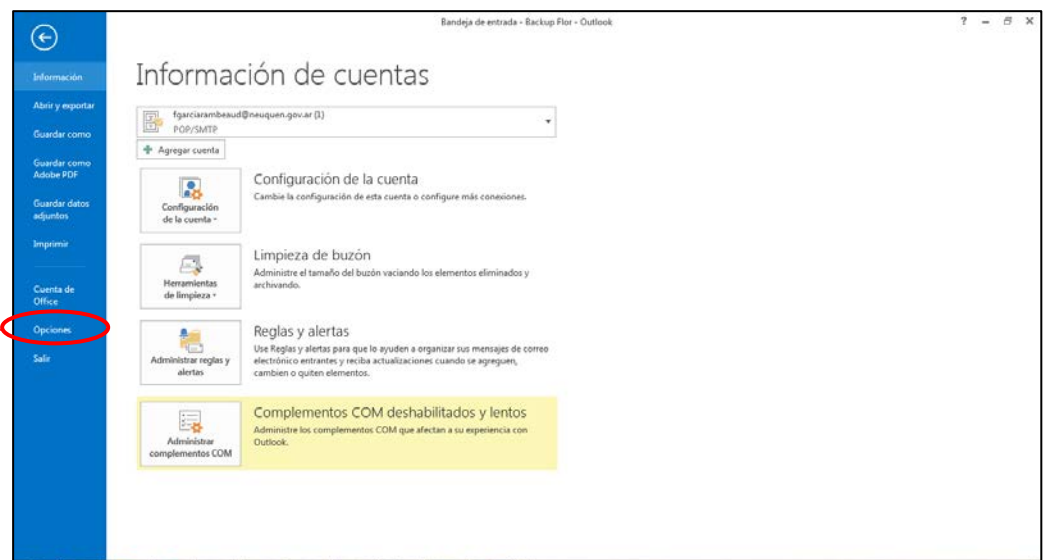 Bandeja de entrada - Backup Flor - Outlook
?
Información
Abrir y exportar
Guardar como
Guardar como
Adobe PDF
Guardar datos
adjuntos
Imprimir
Cuenta de
Office
Opciones
Salir
Información de cuentas
fgarciarambeaud@neuquen.gov.ar (1)
POP/SMTP
Agregar cuenta
Configuración
de la cuenta
Configuración de la cuenta
Cambie la configuración de esta cuenta o configure más conexiones.
Herramientas
de limpieza
Limpieza de buzón
Administre el tamaño del buzón vaciando los elementos eliminados y
archivando.
Administrar reglas y
alertas
Reglas y alertas
Use Reglas y alertas para que lo ayuden a organizar sus mensajes de correo
electrónico entrantes y reciba actualizaciones cuando se agreguen,
cambien o quiten elementos.
Administrar
complementos COM
Complementos COM deshabilitados y lentos
Administre los complementos COM que afectan a su experiencia con
Outlook.